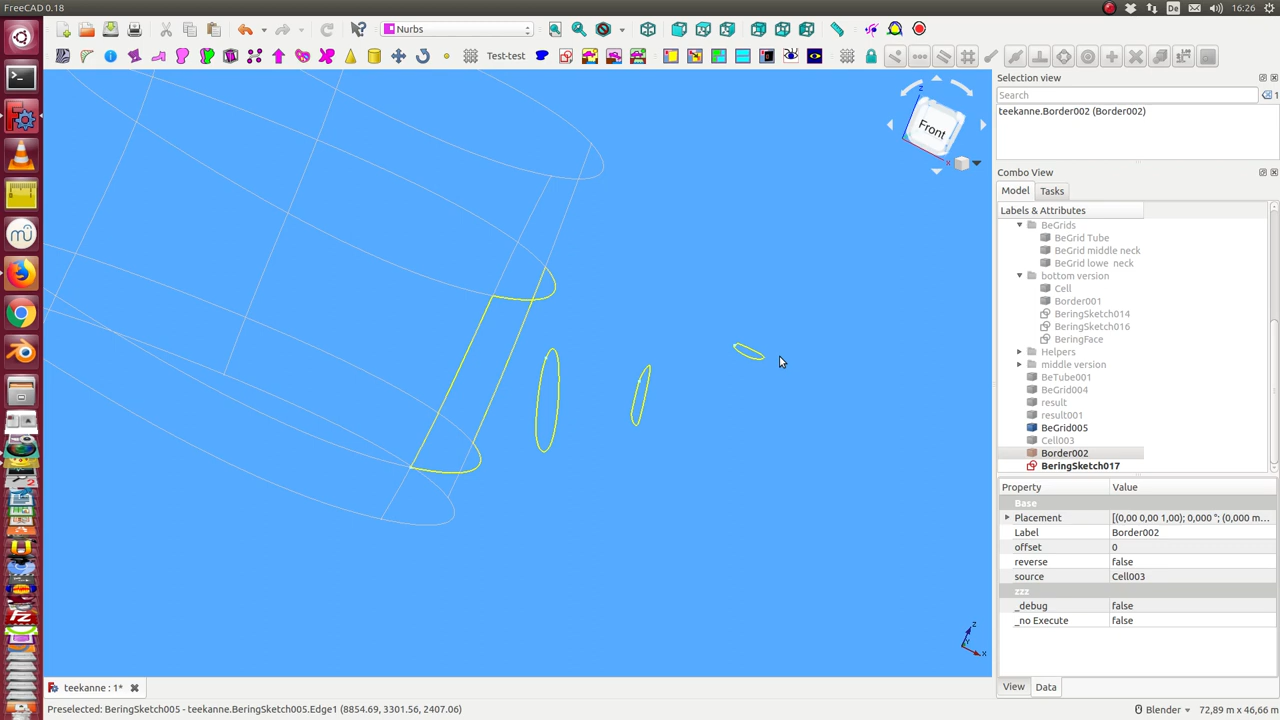 FreeCAD 0.18
De
16:26
Nurbs
Test-test
Front
z
x
Selection view
Search
1
teekanne.Border002 (Border002)
Combo View
Model
Tasks
Labels & Attributes
BeGrids
BeGrid Tube
BeGrid middle neck
BeGrid lowe neck
bottom version
Cell
Border001
BeringSketch014
BeringSketch016
BeringFace
Helpers
middle version
BeTube001
BeGrid004
result
result001
BeGrid005
Cell003
Border002
BeringSketch017
Property Value
Base
Placement [(0,00 0,00 1,00); 0,000 °; (0,000 m...
Label Border002
offset 0
reverse false
source Cell003
zzz
_debug false
_no Execute false
z
x
View
Data
teekanne : 1*
Preselected: BeringSketch005 - teekanne.BeringSketch005.Edge1 (8854.69, 3301.56, 2407.06)
Blender
72,89 m x 46,66 m